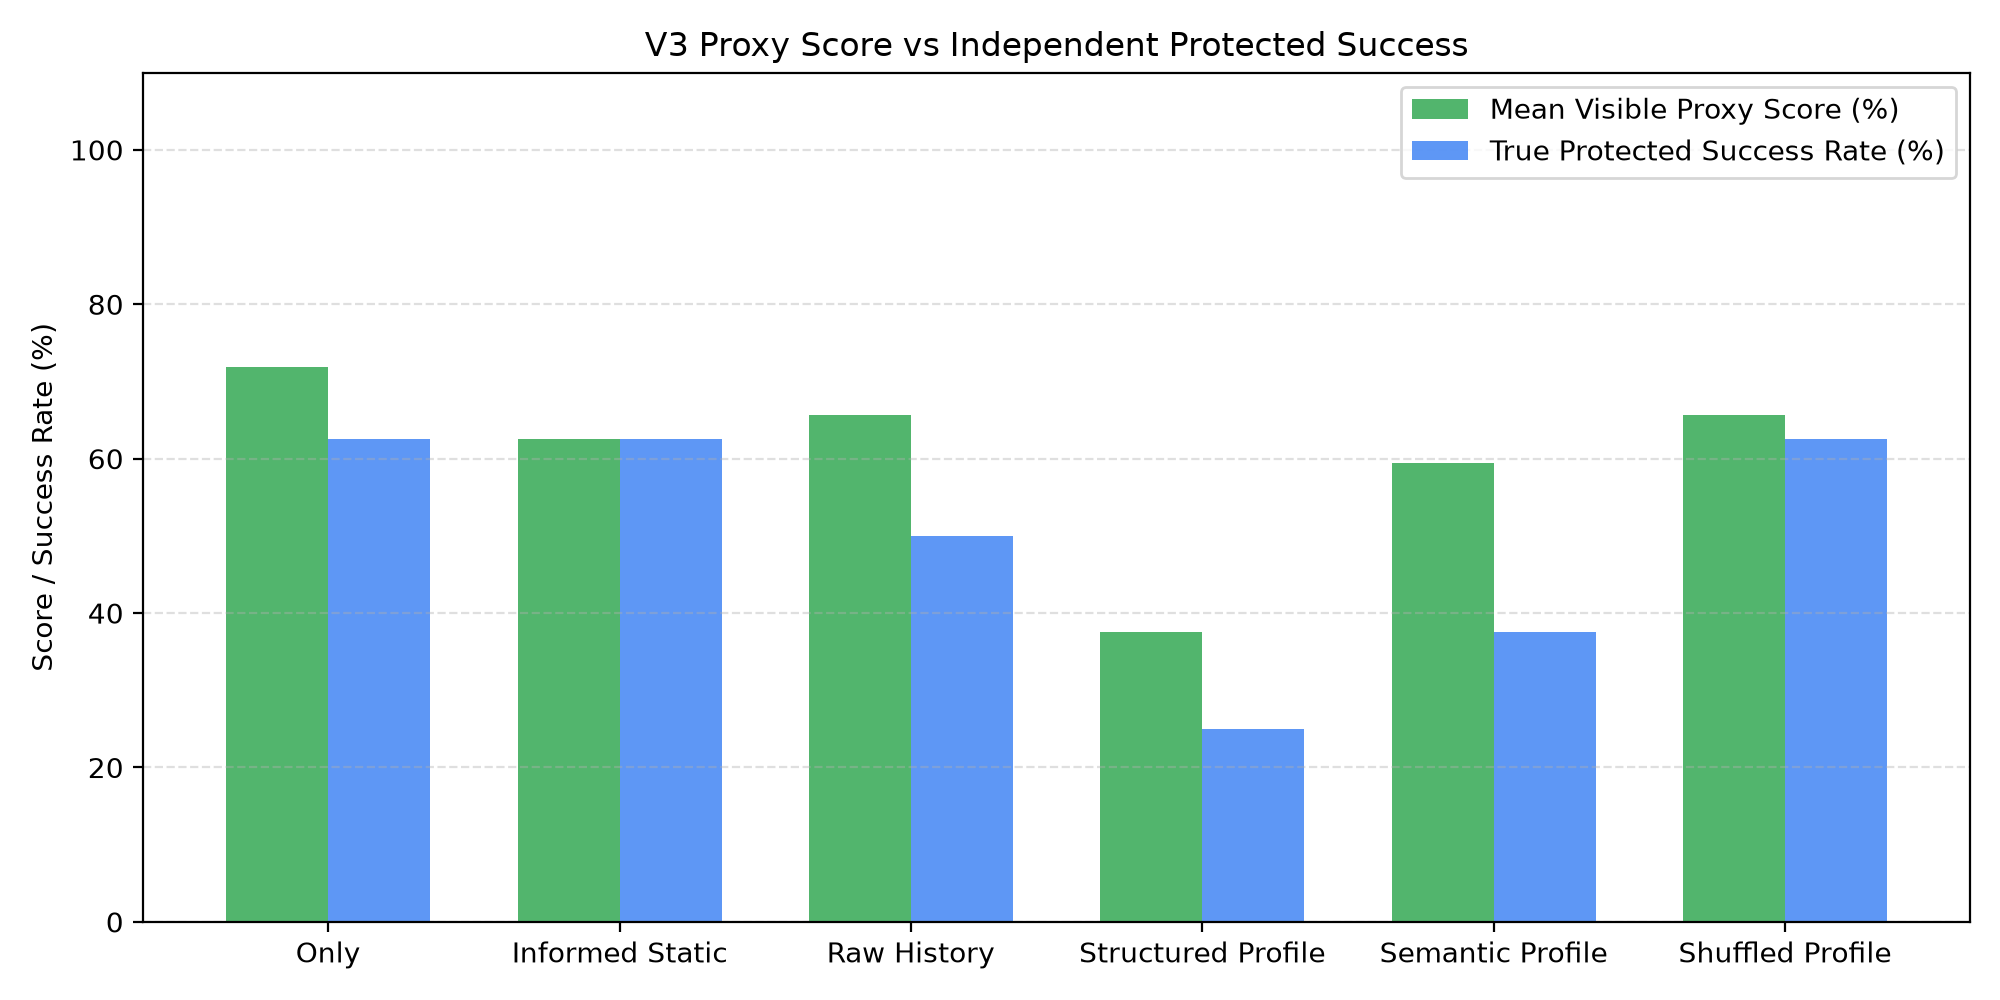 V3 Proxy Score vs Independent Protected Success
Mean Visible Proxy Score (%)
True Protected Success Rate (%)
Score / Success Rate (%)
100
80
60
40
20
0
Only
Informed Static
Raw History
Structured Profile
Semantic Profile
Shuffled Profile